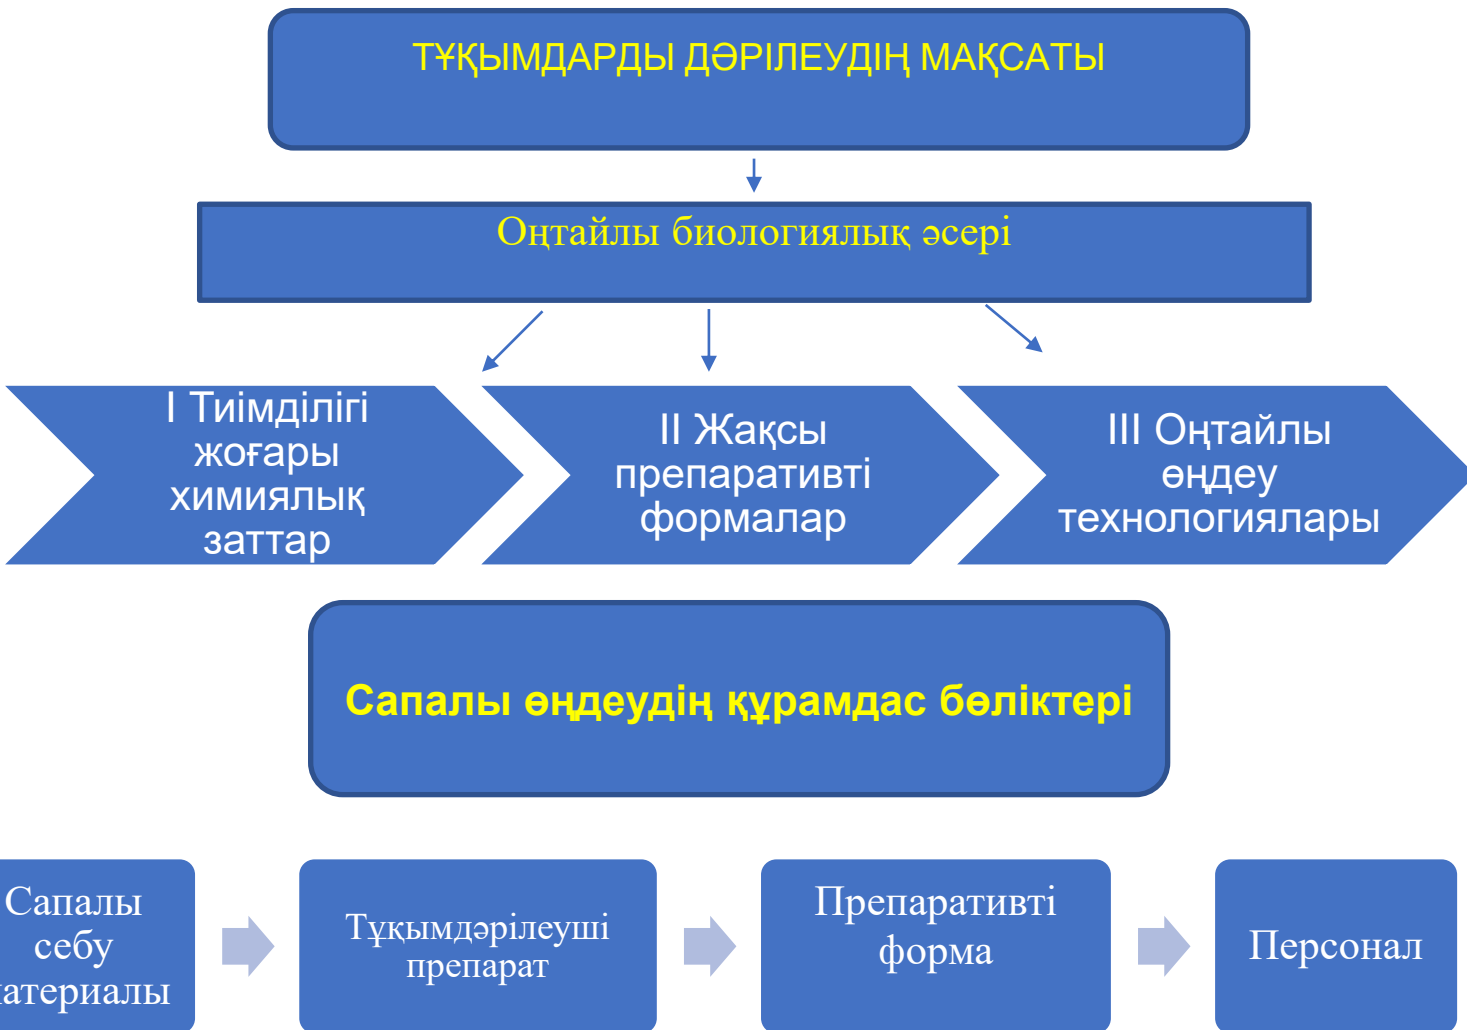 ТҰҚЫМДАРДЫ ДӘРІЛЕУДІҢ МАҚСАТЫ
Оңтайлы биологиялық әсері
I Тиімділігі
жоғары
химиялық
заттар
II Жақсы
препаративті
формалар
III Оңтайлы
өңдеу
технологиялары
Сапалы өңдеудің құрамдас бөліктері
Сапалы
себу
материалы
Тұқымдәрілеуші
препарат
Препаративті
форма
Персонал